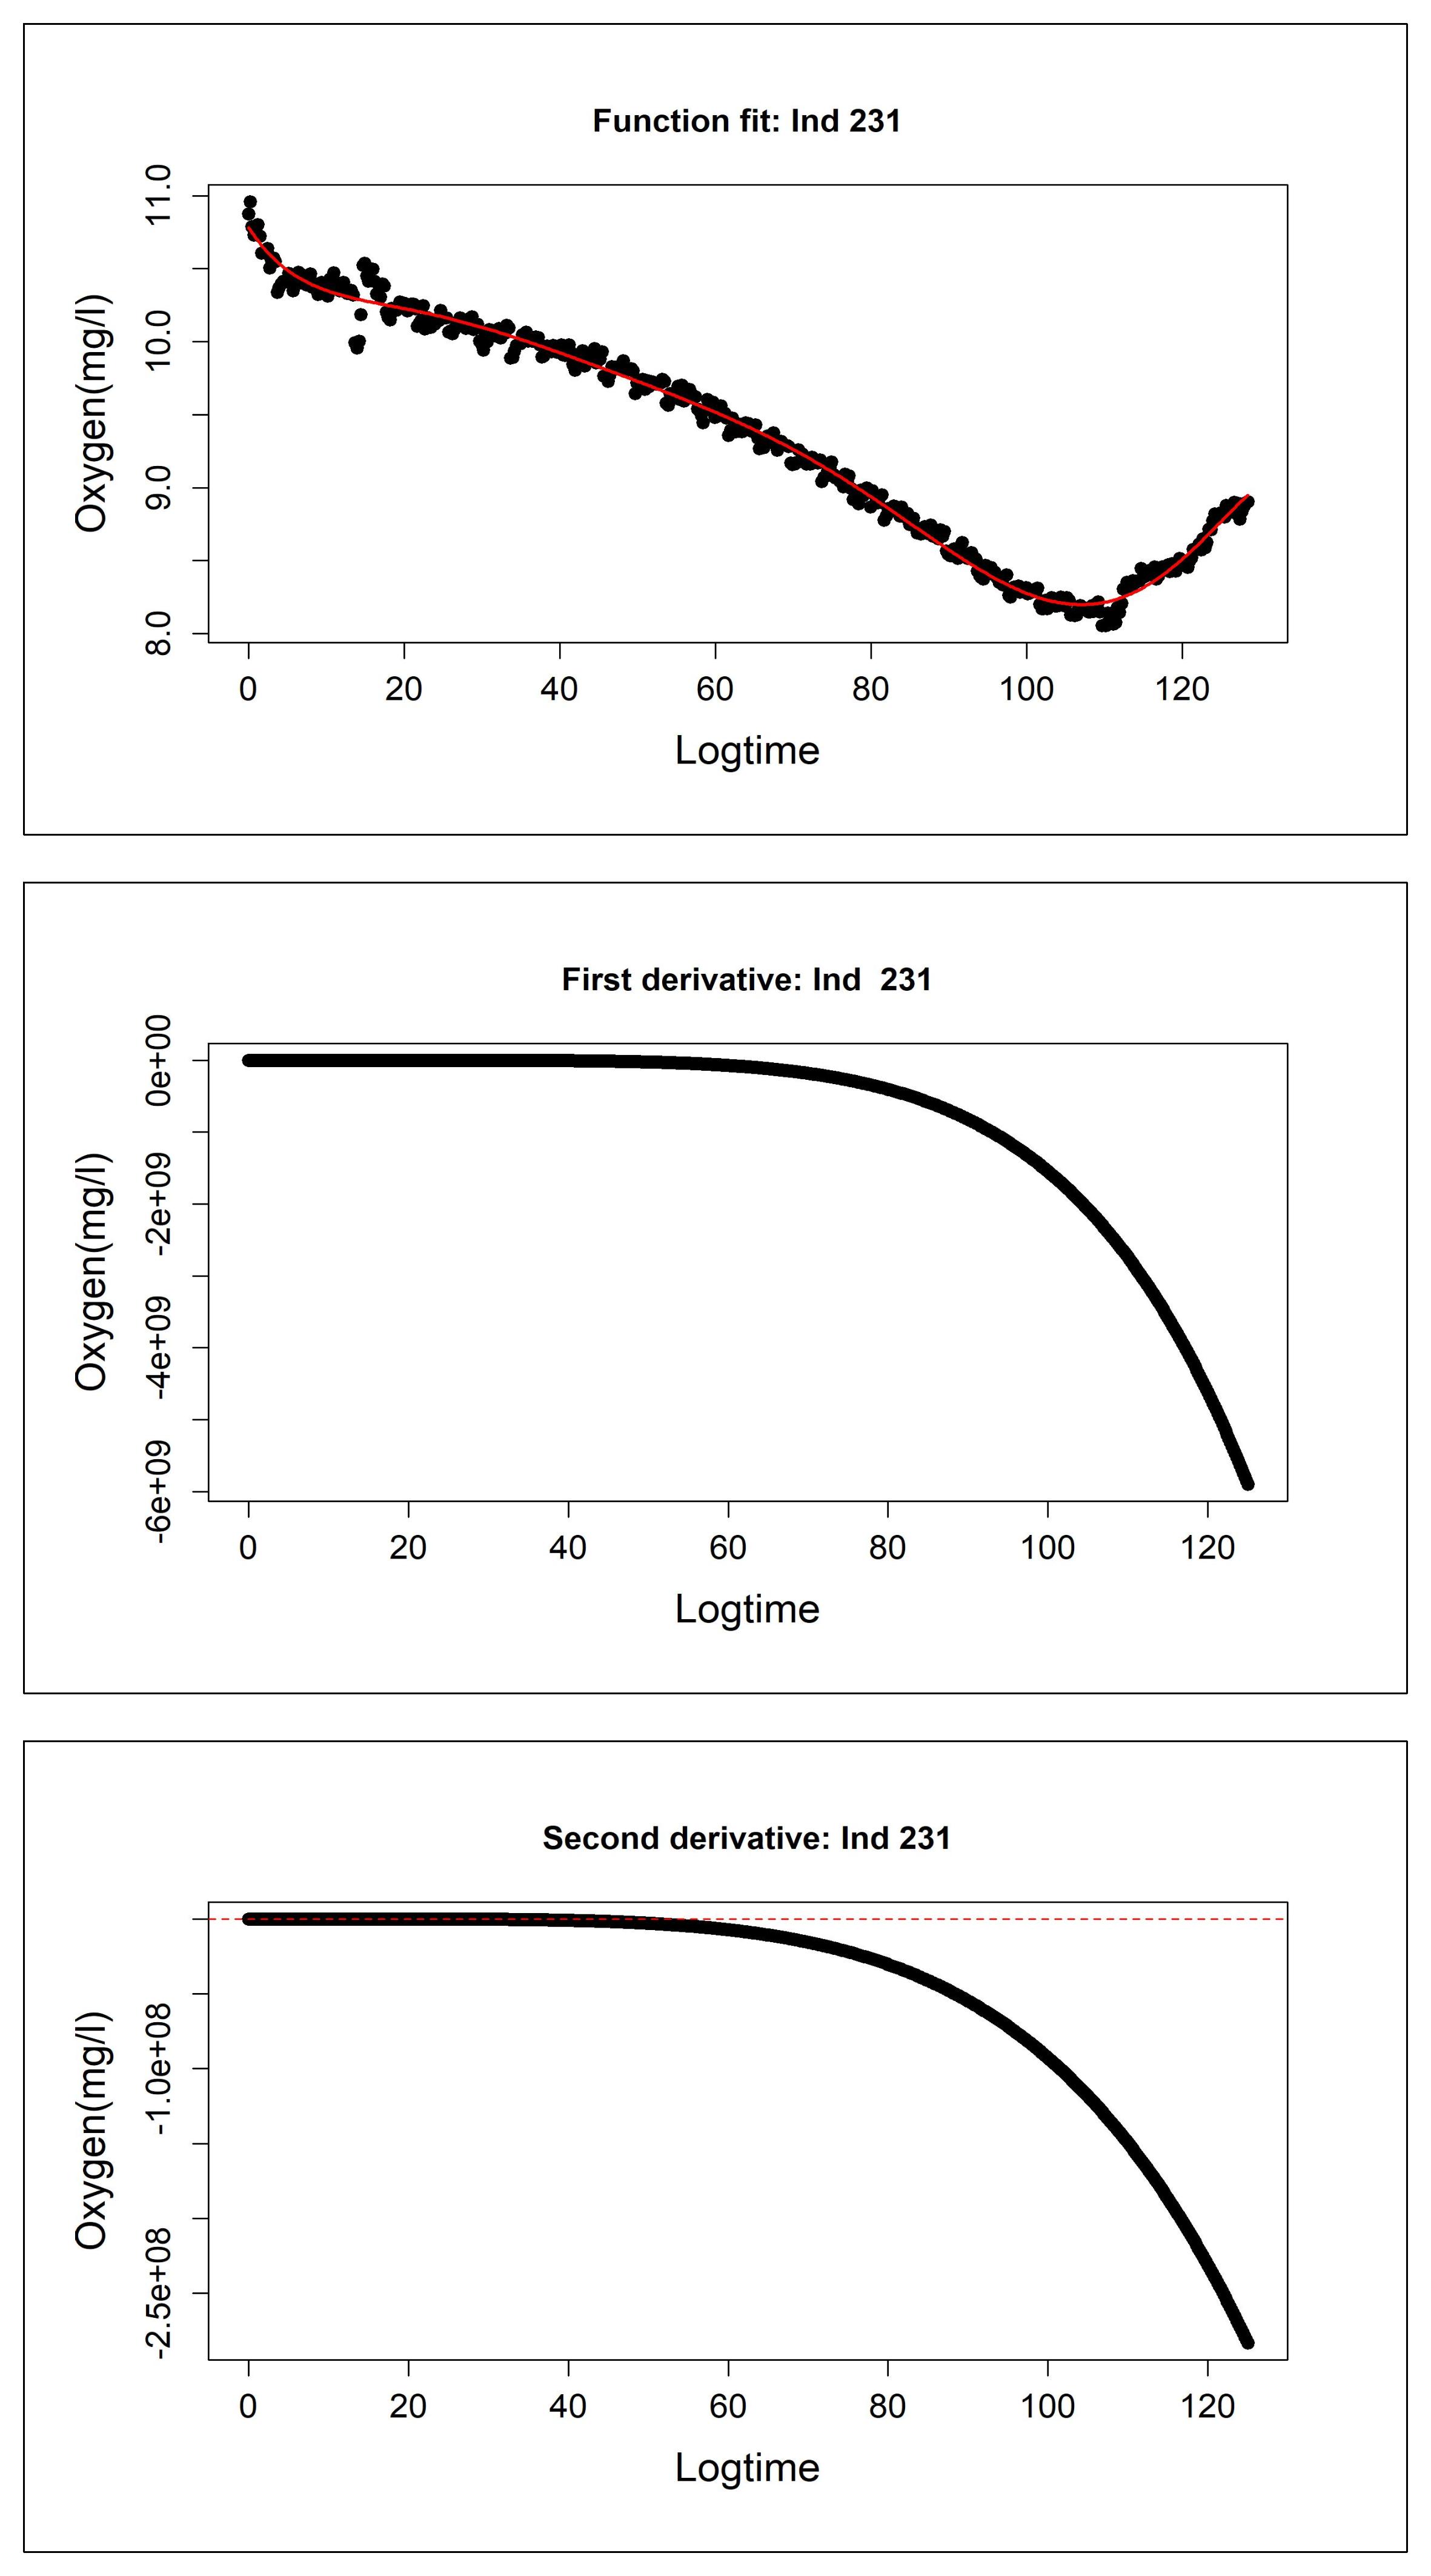 Function fit: Ind 231
Oxygen(mg/l)
11.0
10.0
9.0
8.0
0 20 40 60 80 100 120
Logtime
First derivative: Ind  231
Oxygen(mg/l)
0e+00
-2e+09
-4e+09
-6e+09
0 20 40 60 80 100 120
Logtime
Second derivative: Ind 231
Oxygen(mg/l)
-1.0e+08
-2.5e+08
0 20 40 60 80 100 120
Logtime